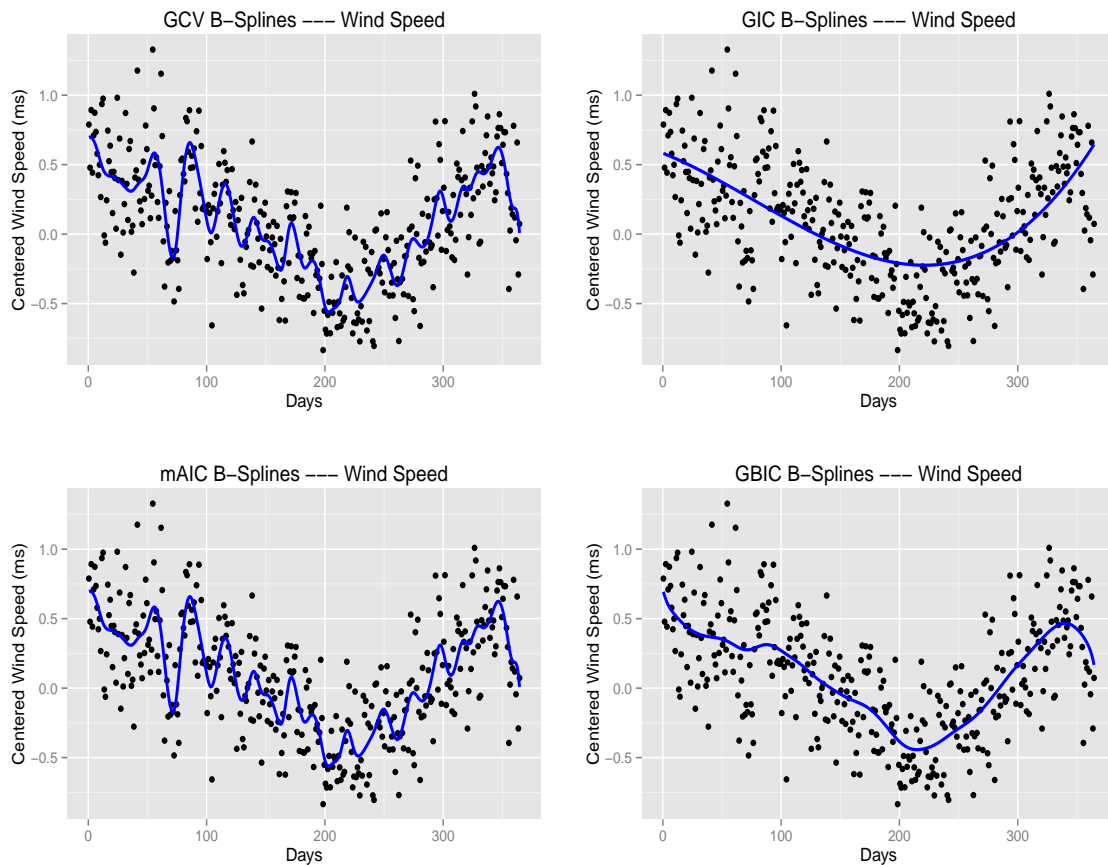 GCV B−Splines −−− Wind Speed
Centered Wind Speed (ms)
1.0
0.5
0.0
−0.5
0
100
200
300
Days
GIC B−Splines −−− Wind Speed
Centered Wind Speed (ms)
1.0
0.5
0.0
−0.5
0
100
200
300
Days
mAIC B−Splines −−− Wind Speed
Centered Wind Speed (ms)
1.0
0.5
0.0
−0.5
0
100
200
300
Days
GBIC B−Splines −−− Wind Speed
Centered Wind Speed (ms)
1.0
0.5
0.0
−0.5
0
100
200
300
Days